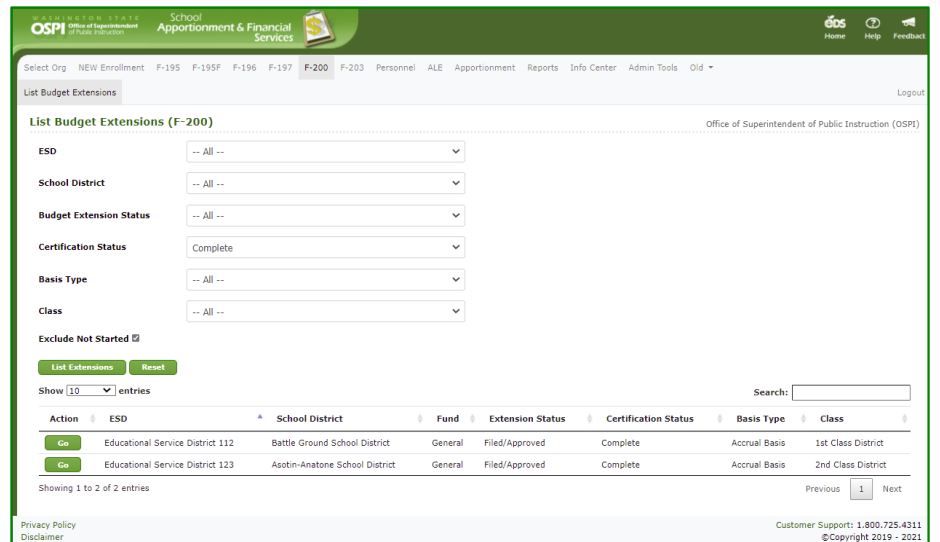 WASHINGTON STATE
OSPI Office of Superintendent of Public Instruction
School Apportionment & Financial Services
éDS
Home Help Feedback
Select Org NEW Enrollment F-195 F-195F F-196 F-197 F-200 F-203 Personnel ALE Apportionment Reports Info Center Admin Tools Old
List Budget Extensions Logout
List Budget Extensions (F-200) Office of Superintendent of Public Instruction (OSPI)
ESD -- All --
School District -- All --
Budget Extension Status -- All --
Certification Status Complete
Basis Type -- All --
Class -- All --
Exclude Not Started
List Extensions Reset
Show 10 entries Search:
Action ESD School District Fund Extension Status Certification Status Basis Type Class
Go Educational Service District 112 Battle Ground School District General Filed/Approved Complete Accrual Basis 1st Class District
Go Educational Service District 123 Asotin-Anatone School District General Filed/Approved Complete Accrual Basis 2nd Class District
Showing 1 to 2 of 2 entries Previous 1 Next
Privacy Policy Customer Support: 1.800.725.4311
Disclaimer ©Copyright 2019 - 2021